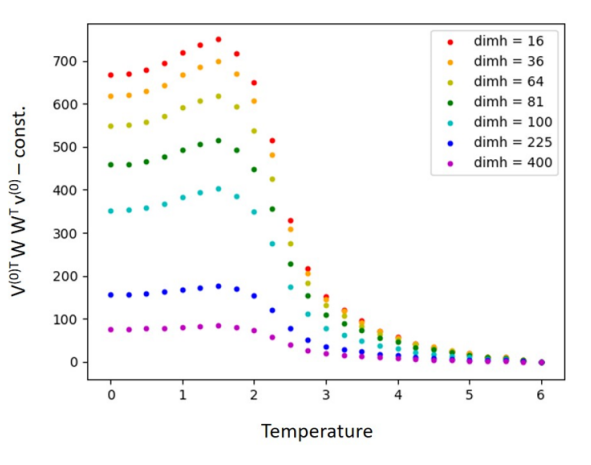 V(0)T W WT v(0) – const.
700
600
500
400
300
200
100
0
dimh = 16
dimh = 36
dimh = 64
dimh = 81
dimh = 100
dimh = 225
dimh = 400
0 1 2 3 4 5 6
Temperature